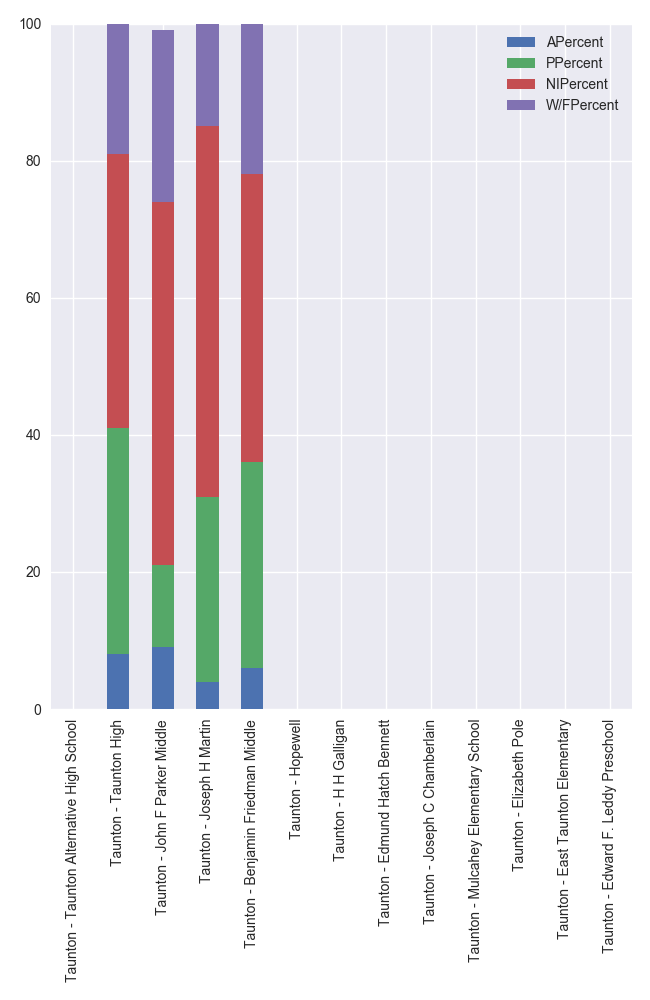 100
80
60
40
20
0
APercent
PPercent
NIPercent
W/FPercent
Taunton - Taunton Alternative High School
Taunton - Taunton High
Taunton - John F Parker Middle
Taunton - Joseph H Martin
Taunton - Benjamin Friedman Middle
Taunton - Hopewell
Taunton - H H Galligan
Taunton - Edmund Hatch Bennett
Taunton - Joseph C Chamberlain
Taunton - Mulcahey Elementary School
Taunton - Elizabeth Pole
Taunton - East Taunton Elementary
Taunton - Edward F. Leddy Preschool